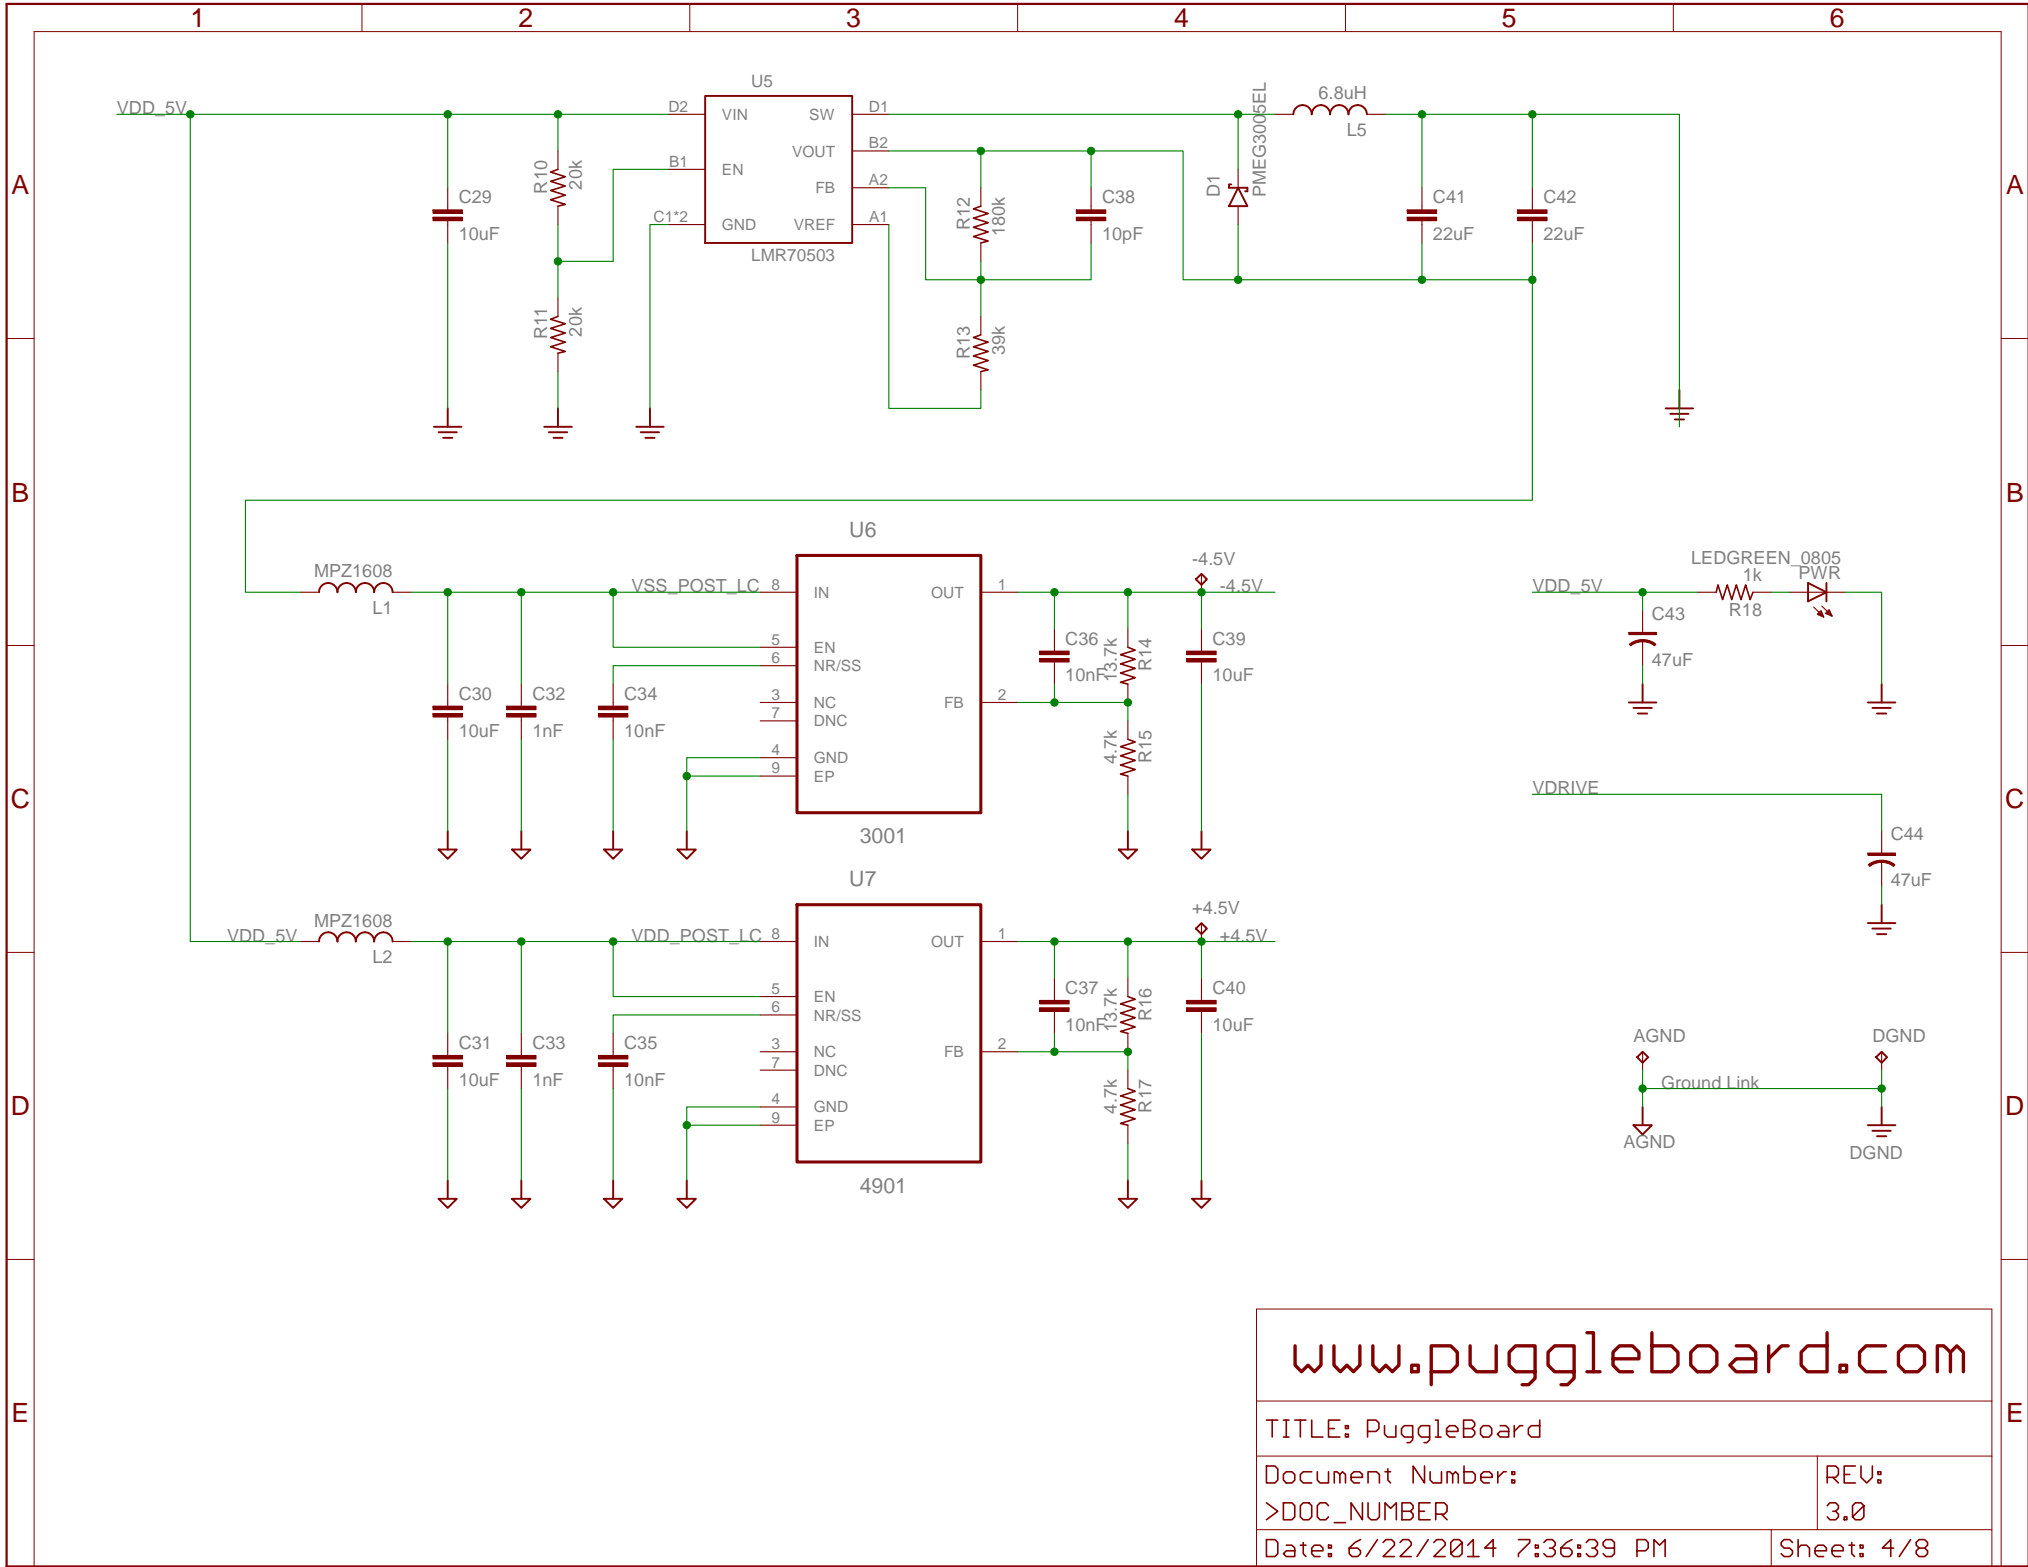 1 2 3 4 5 6
A A
B B
C C
D D
E E
VDD_5V
C29
10uF
R10
20k
R11
20k
U5
D2 VIN SW D1
VOUT B2
B1 EN
FB A2
C1*2 GND VREF A1
LMR70503
R12
180k
C38
10pF
R13
39k
D1
PMEG3005EL
6.8uH
L5
C41
22uF
C42
22uF
MPZ1608
L1
VSS_POST_LC
C30
10uF
C32
1nF
C34
10nF
U6
8 IN OUT 1
5 EN
6 NR/SS
3 NC FB 2
7 DNC
4 GND
9 EP
3001
C36
10nF
13.7k
R14
4.7k
R15
-4.5V
-4.5V
C39
10uF
LEDGREEN_0805
VDD_5V
1k
R18
PWR
C43
47uF
VDRIVE
C44
47uF
VDD_5V
MPZ1608
L2
VDD_POST_LC
C31
10uF
C33
1nF
C35
10nF
U7
8 IN OUT 1
5 EN
6 NR/SS
3 NC FB 2
7 DNC
4 GND
9 EP
4901
C37
10nF
13.7k
R16
4.7k
R17
+4.5V
+4.5V
C40
10uF
AGND DGND
Ground Link
AGND
DGND
www.puggleboard.com
TITLE: PuggleBoard
Document Number:
>DOC_NUMBER
REV:
3.0
Date: 6/22/2014 7:36:39 PM
Sheet: 4/8